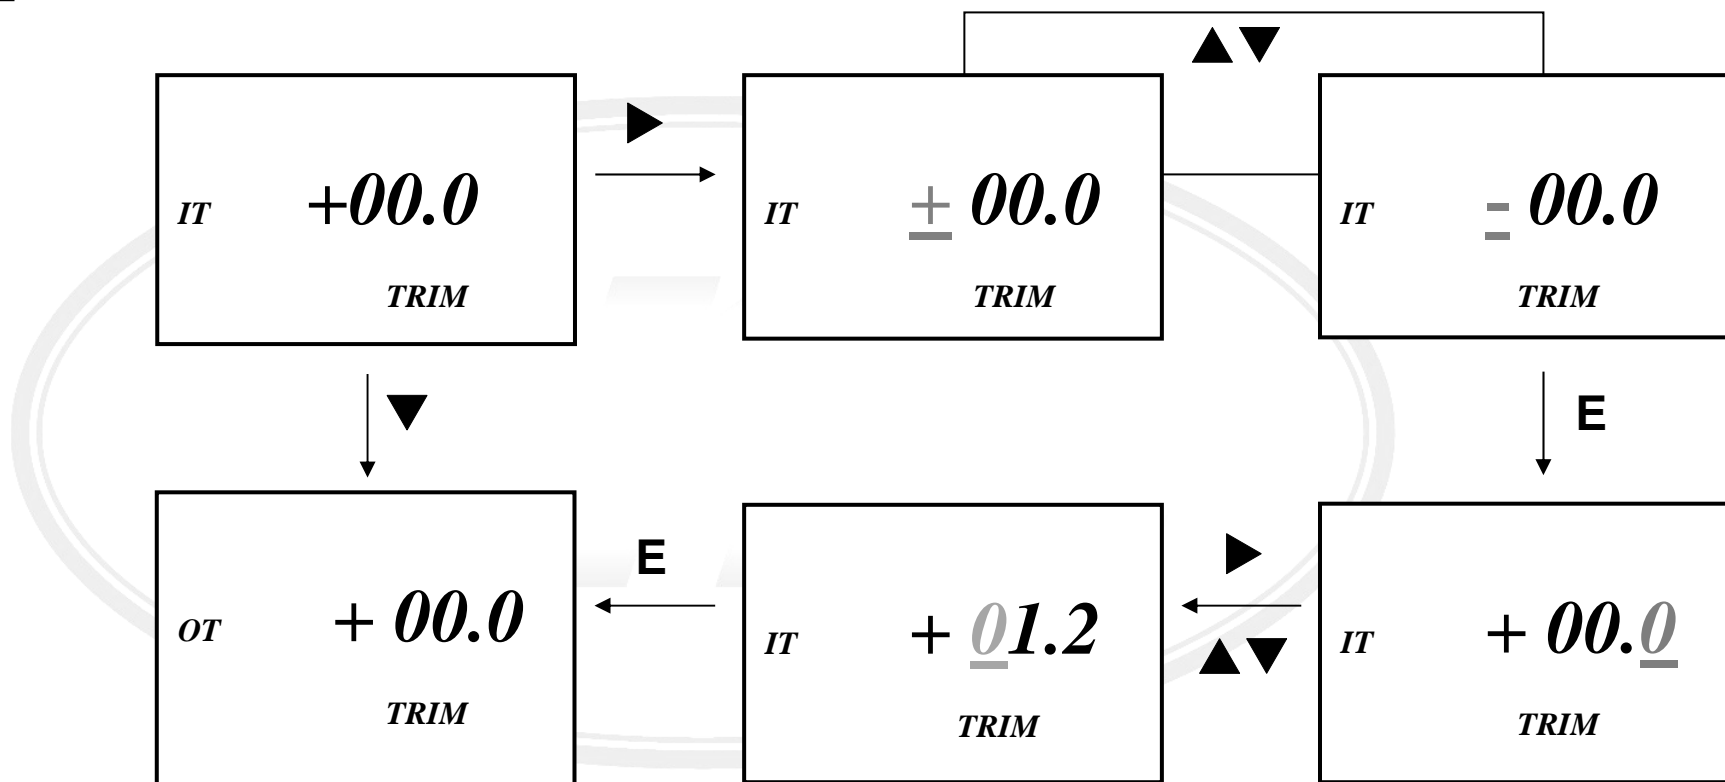 IT +00.0
TRIM
IT + 00.0
TRIM
IT - 00.0
TRIM
E
OT + 00.0
TRIM
E
IT + 01.2
TRIM
IT + 00.0
TRIM